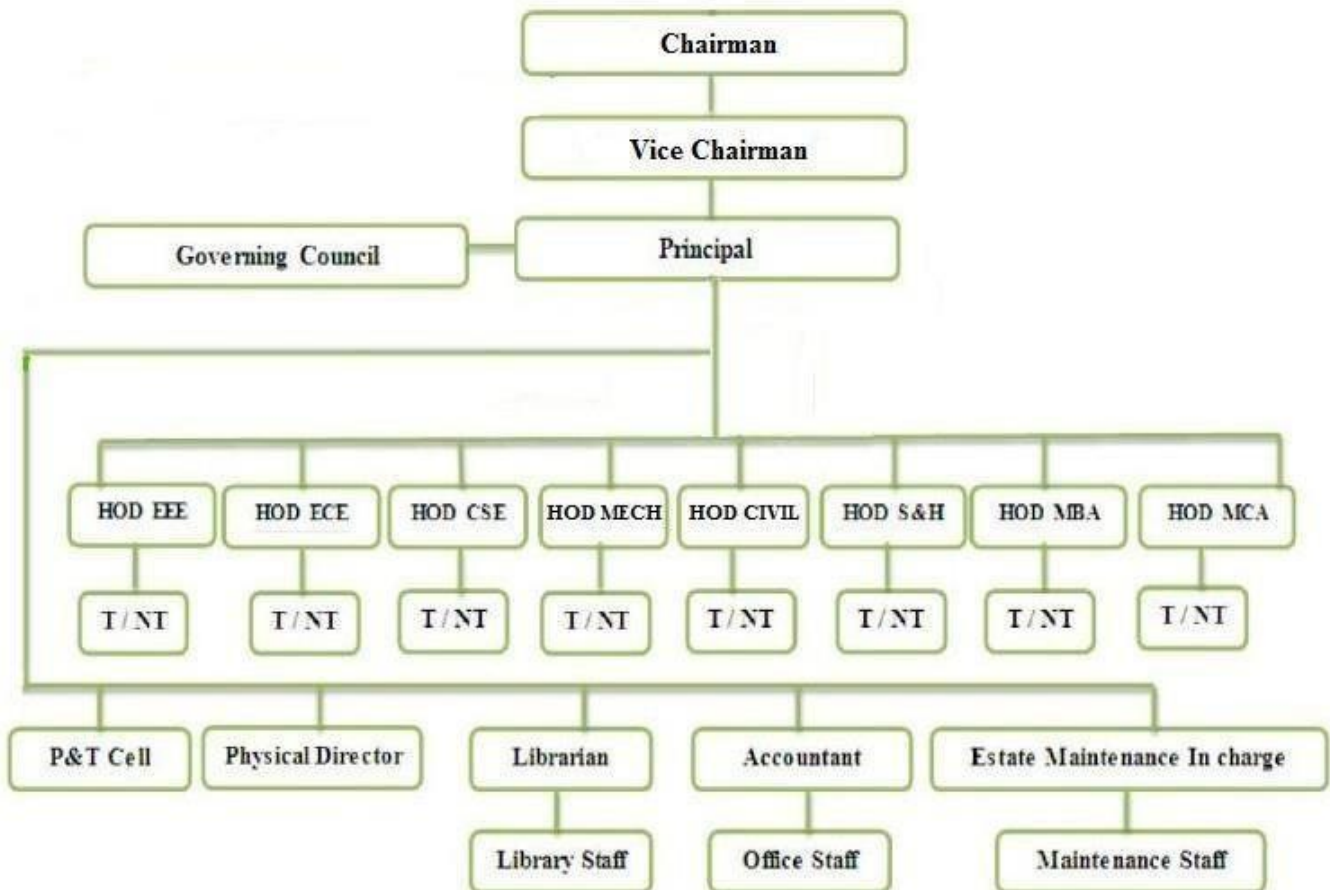 Chairman
Vice Chairman
Governing Council
Principal
HOD EEE
HOD ECE
HOD CSE
HOD MECH
HOD CIVIL
HOD S&H
HOD MBA
HOD MCA
T / NT
T / NT
T / NT
T / NT
T / NT
T / NT
T / NT
T / NT
P&T Cell
Physical Director
Librarian
Accountant
Estate Maintenance In charge
Library Staff
Office Staff
Maintenance Staff